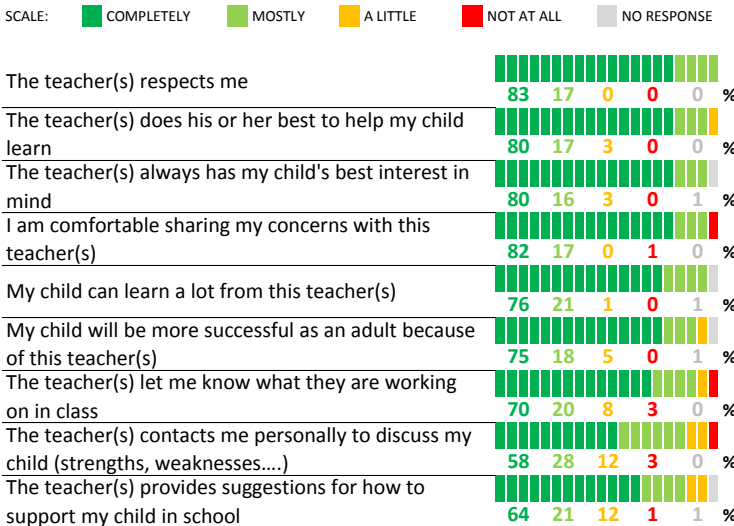 SCALE: COMPLETELY MOSTLY A LITTLE NOT AT ALL NO RESPONSE
The teacher(s) respects me
83 17 0 0 0 %
The teacher(s) does his or her best to help my child
learn
80 17 3 0 0 %
The teacher(s) always has my child's best interest in
mind
80 16 3 0 1 %
I am comfortable sharing my concerns with this
teacher(s)
82 17 0 1 0 %
My child can learn a lot from this teacher(s)
76 21 1 0 1 %
My child will be more successful as an adult because
of this teacher(s)
75 18 5 0 1 %
The teacher(s) let me know what they are working
on in class
70 20 8 3 0 %
The teacher(s) contacts me personally to discuss my
child (strengths, weaknesses....)
58 28 12 3 0 %
The teacher(s) provides suggestions for how to
support my child in school
64 21 12 1 1 %